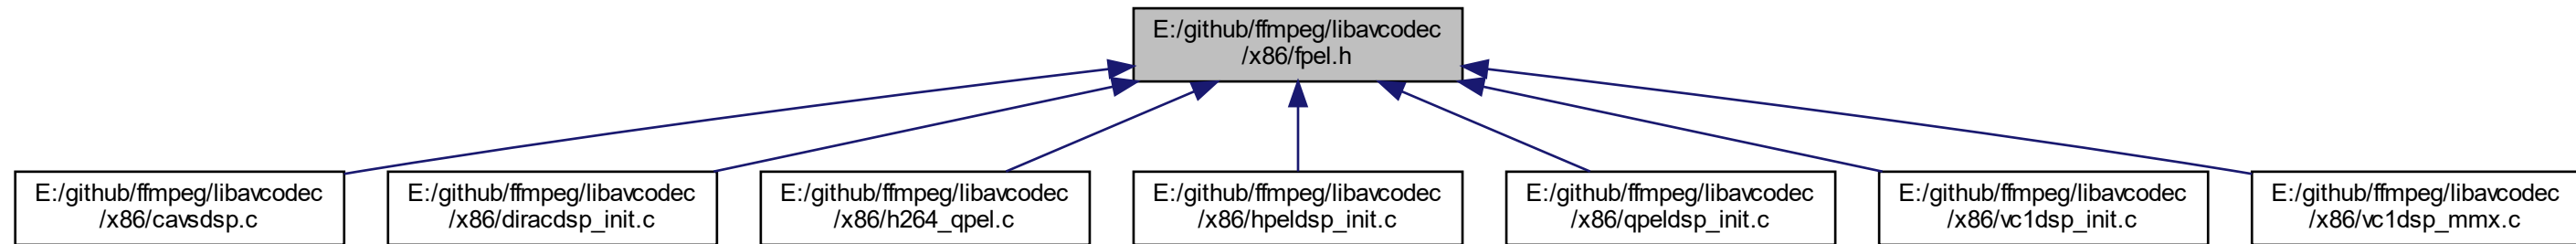 E:/github/ffmpeg/libavcodec
/x86/fpel.h
E:/github/ffmpeg/libavcodec
/x86/cavsdsp.c
E:/github/ffmpeg/libavcodec
/x86/diracdsp_init.c
E:/github/ffmpeg/libavcodec
/x86/h264_qpel.c
E:/github/ffmpeg/libavcodec
/x86/hpeldsp_init.c
E:/github/ffmpeg/libavcodec
/x86/qpeldsp_init.c
E:/github/ffmpeg/libavcodec
/x86/vc1dsp_init.c
E:/github/ffmpeg/libavcodec
/x86/vc1dsp_mmx.c